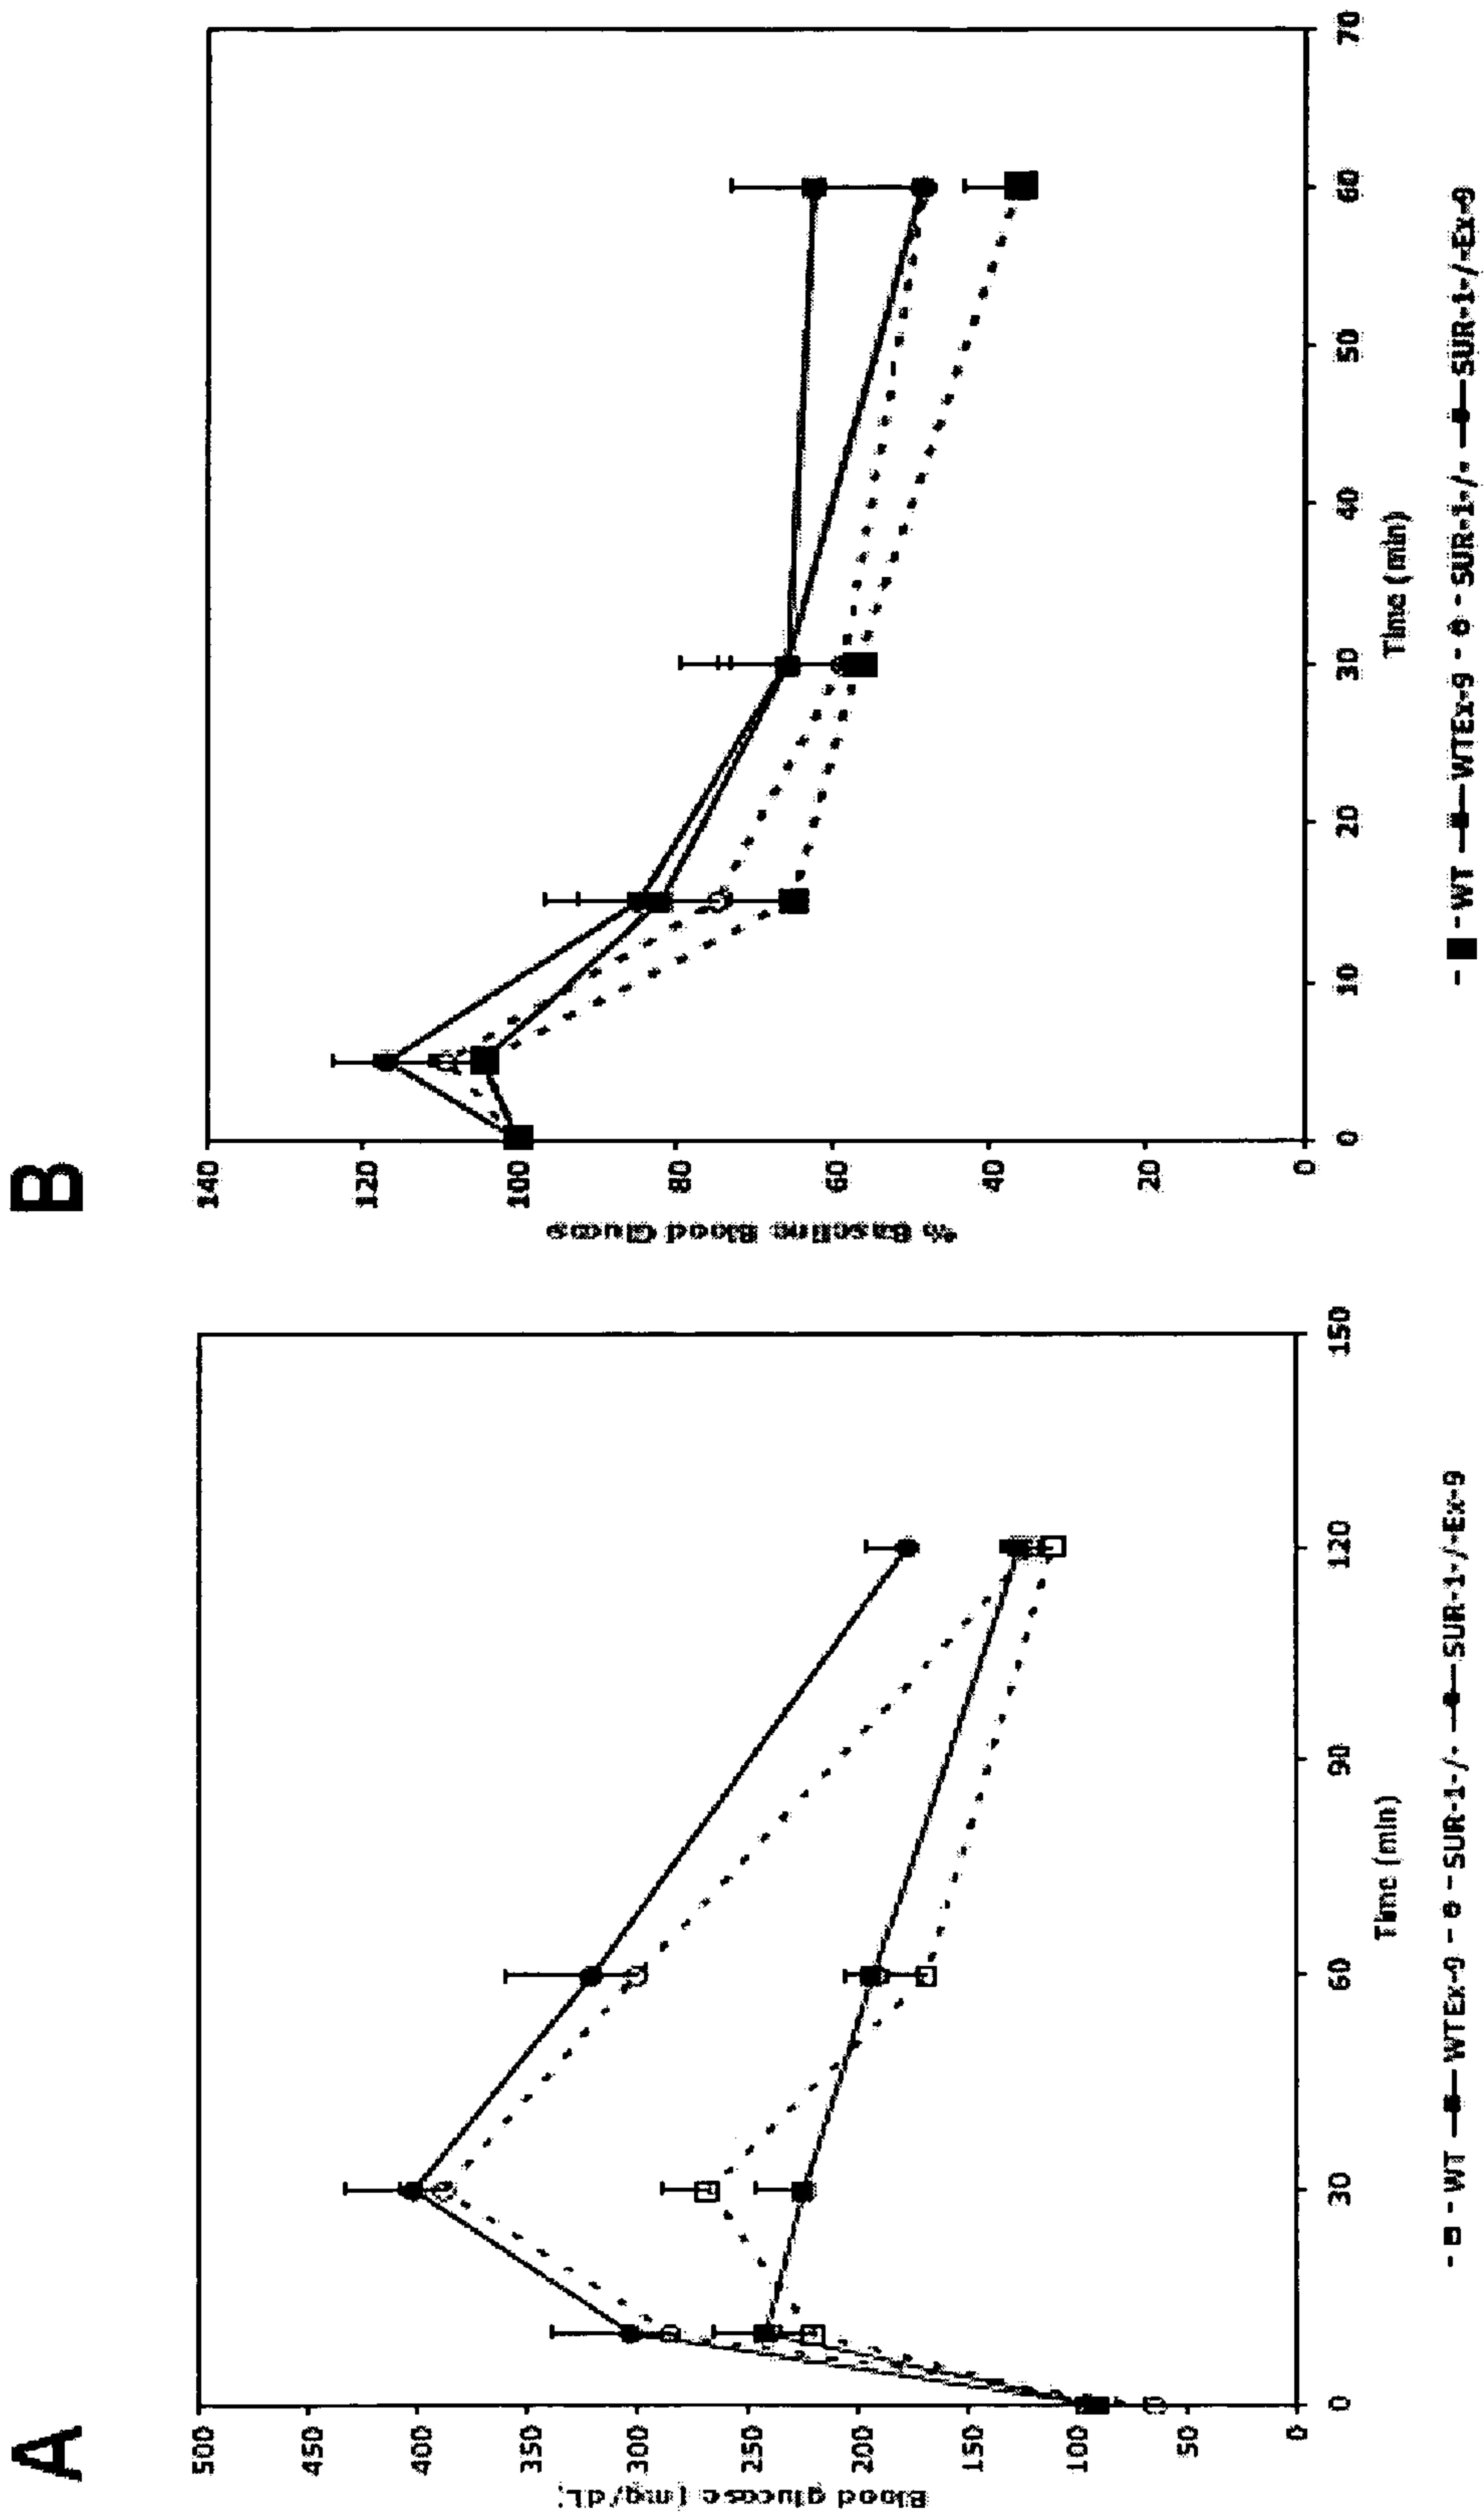 A
Blood glucose (mg/dL)
500
450
400
350
300
250
200
150
100
50
0
0
30
60
90
120
150
Time (min)
WT
WTEx-9
SUR-1-/-
SUR-1-/-Ex-9
B
% Baseline Blood Glucose
140
120
100
80
60
40
20
0
0
10
20
30
40
50
60
70
Time (min)
WT
WTEx-9
SUR-1-/-
SUR-1-/-Ex-9